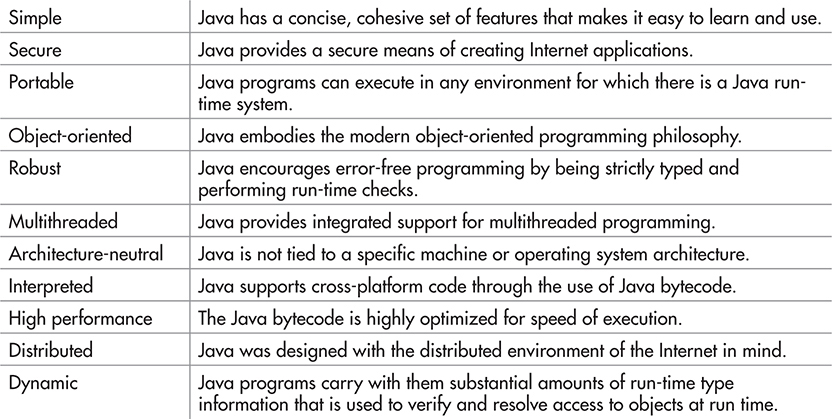 Simple Java has a concise, cohesive set of features that makes it easy to learn and use.
Secure Java provides a secure means of creating Internet applications.
Portable Java programs can execute in any environment for which there is a Java run-
time system.
Object-oriented Java embodies the modern object-oriented programming philosophy.
Robust Java encourages error-free programming by being strictly typed and
performing run-time checks.
Multithreaded Java provides integrated support for multithreaded programming.
Architecture-neutral Java is not tied to a specific machine or operating system architecture.
Interpreted Java supports cross-platform code through the use of Java bytecode.
High performance The Java bytecode is highly optimized for speed of execution.
Distributed Java was designed with the distributed environment of the Internet in mind.
Dynamic Java programs carry with them substantial amounts of run-time type
information that is used to verify and resolve access to objects at run time.